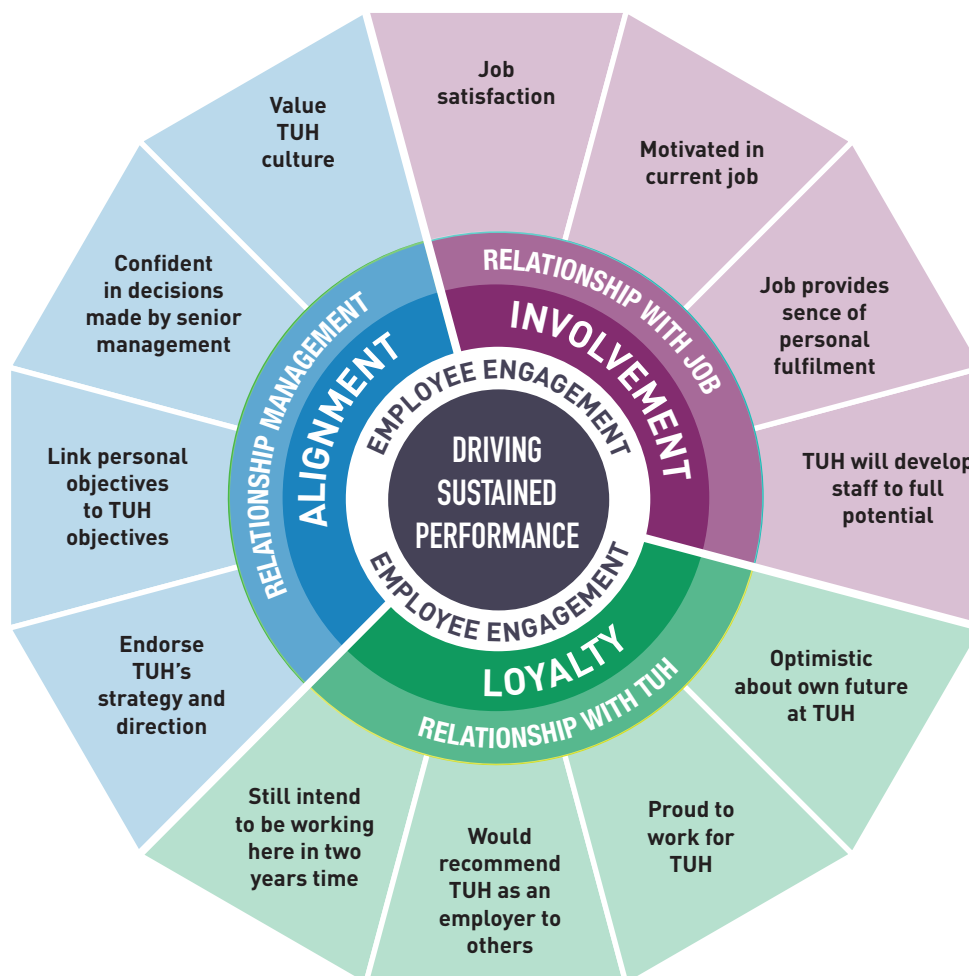 DRIVING
SUSTAINED
PERFORMANCE
EMPLOYEE ENGAGEMENT
EMPLOYEE ENGAGEMENT
INVOLVEMENT
RELATIONSHIP WITH JOB
Job
satisfaction
Motivated in
current job
Job provides
sence of
personal
fulfilment
TUH will develop
staff to full
potential
LOYALTY
RELATIONSHIP WITH TUH
Optimistic
about own future
at TUH
Proud to
work for
TUH
Would
recommend
TUH as an
employer to
others
Still intend
to be working
here in two
years time
ALIGNMENT
RELATIONSHIP MANAGEMENT
Endorse
TUH’s
strategy and
direction
Link personal
objectives
to TUH
objectives
Confident
in decisions
made by senior
management
Value
TUH
culture